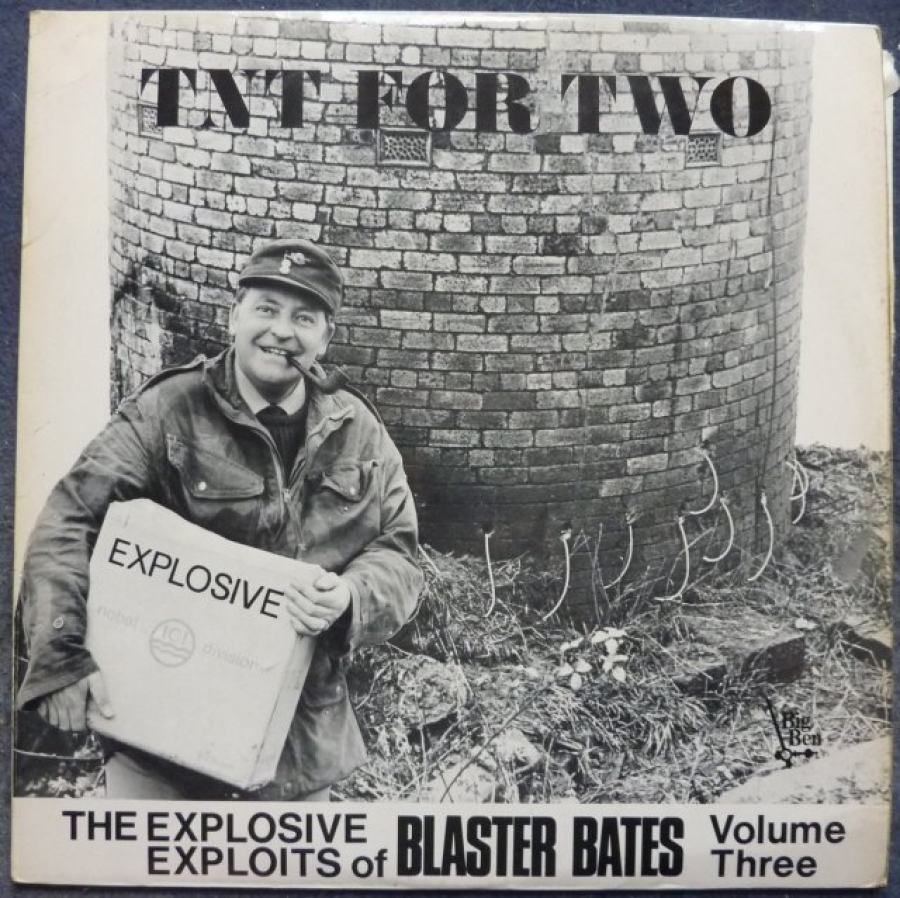 TNT FOR TWO
EXPLOSIVE
nobel ICI division
Big
Ben
THE EXPLOSIVE
EXPLOITS of BLASTER BATES Volume
Three